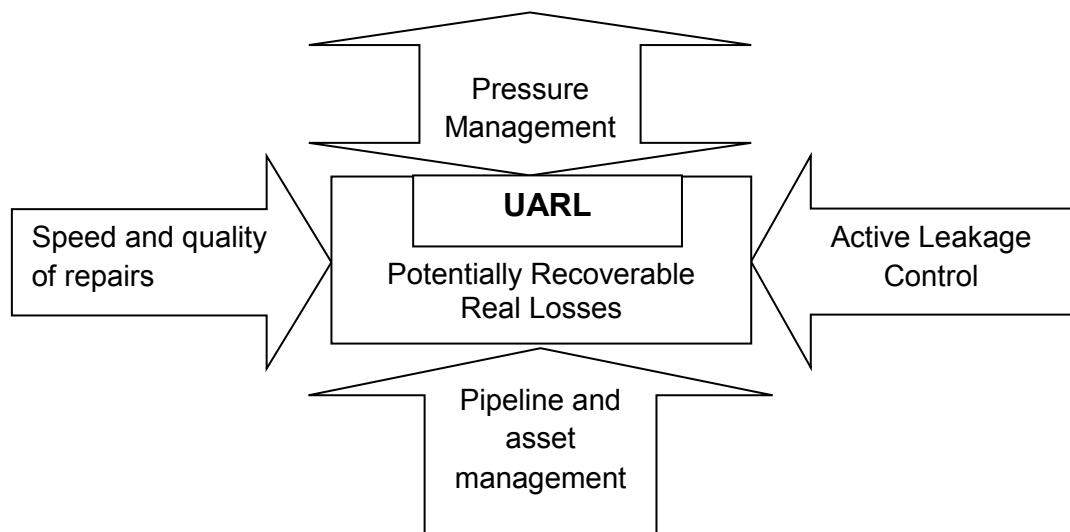 Pressure
Management
UARL
Speed and quality
of repairs
Potentially Recoverable
Real Losses
Active Leakage
Control
Pipeline and
asset
management